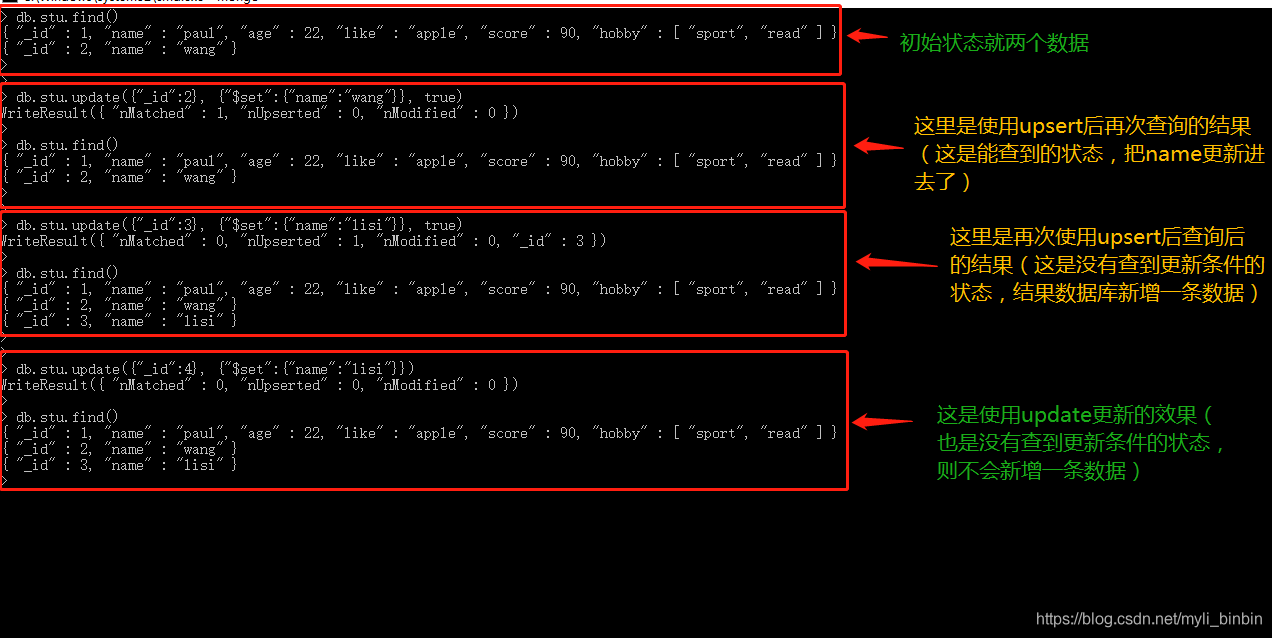 > db.stu.find()
{ "_id" : 1, "name" : "paul", "age" : 22, "like" : "apple", "score" : 90, "hobby" : [ "sport", "read" ] }
{ "_id" : 2, "name" : "wang" }
>
初始状态就两个数据
>
> db.stu.update({"_id":2}, {"$set":{"name":"wang"}}, true)
WriteResult({ "nMatched" : 1, "nUpserted" : 0, "nModified" : 0 })
>
> db.stu.find()
{ "_id" : 1, "name" : "paul", "age" : 22, "like" : "apple", "score" : 90, "hobby" : [ "sport", "read" ] }
{ "_id" : 2, "name" : "wang" }
>
这里是使用upsert后再次查询的结果
（这是能查到的状态，把name更新进
去了）
> db.stu.update({"_id":3}, {"$set":{"name":"lisi"}}, true)
WriteResult({ "nMatched" : 0, "nUpserted" : 1, "nModified" : 0, "_id" : 3 })
>
> db.stu.find()
{ "_id" : 1, "name" : "paul", "age" : 22, "like" : "apple", "score" : 90, "hobby" : [ "sport", "read" ] }
{ "_id" : 2, "name" : "wang" }
{ "_id" : 3, "name" : "lisi" }
>
这里是再次使用upsert后查询后
的结果（这是没有查到更新条件的
状态，结果数据库新增一条数据）
>
> db.stu.update({"_id":4}, {"$set":{"name":"lisi"}})
WriteResult({ "nMatched" : 0, "nUpserted" : 0, "nModified" : 0 })
>
> db.stu.find()
{ "_id" : 1, "name" : "paul", "age" : 22, "like" : "apple", "score" : 90, "hobby" : [ "sport", "read" ] }
{ "_id" : 2, "name" : "wang" }
{ "_id" : 3, "name" : "lisi" }
>
这是使用update更新的效果（
也是没有查到更新条件的状态，
则不会新增一条数据）
https://blog.csdn.net/myli_binbin